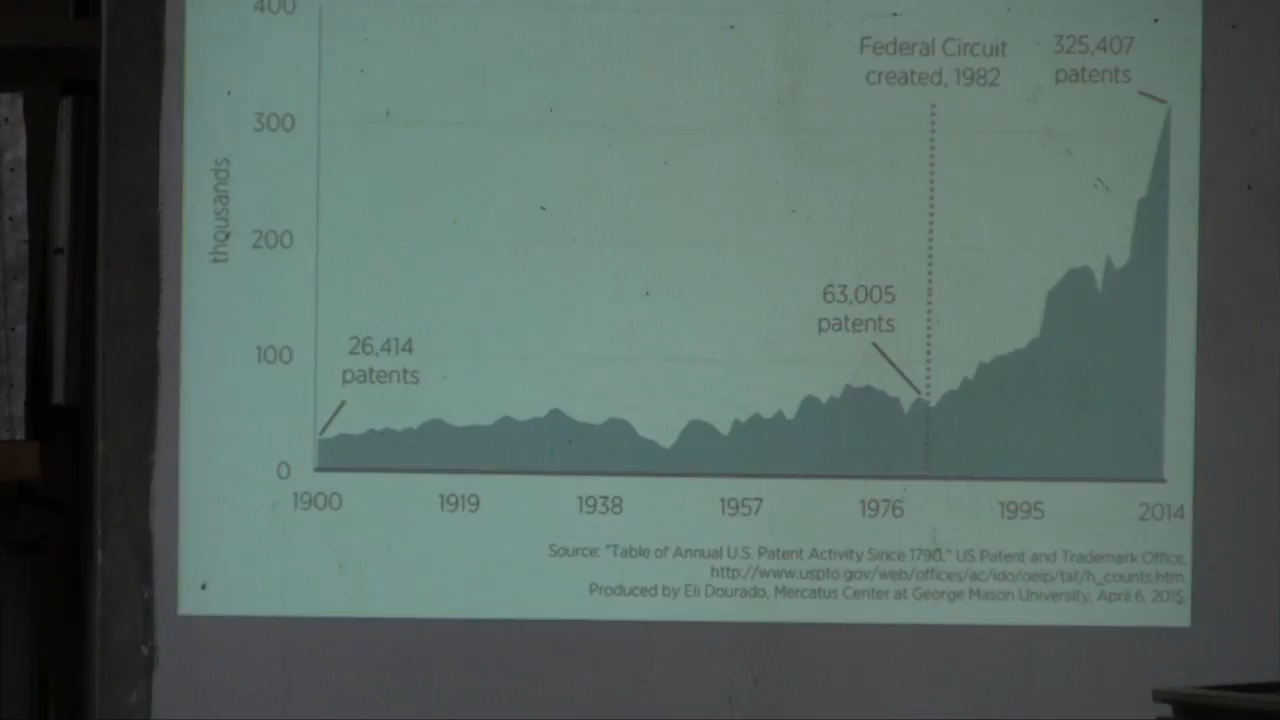 400
Federal Circuit
created, 1982
325,407
patents
300
thousands
200
63,005
patents
100
26,414
patents
0
1900 1919 1938 1957 1976 1995 2014
Source: "Table of Annual U.S. Patent Activity Since 1790," US Patent and Trademark Office,
http://www.uspto.gov/web/offices/ac/ido/oeip/taf/h_counts.htm
Produced by Eli Dourado, Mercatus Center at George Mason University, April 6, 2015